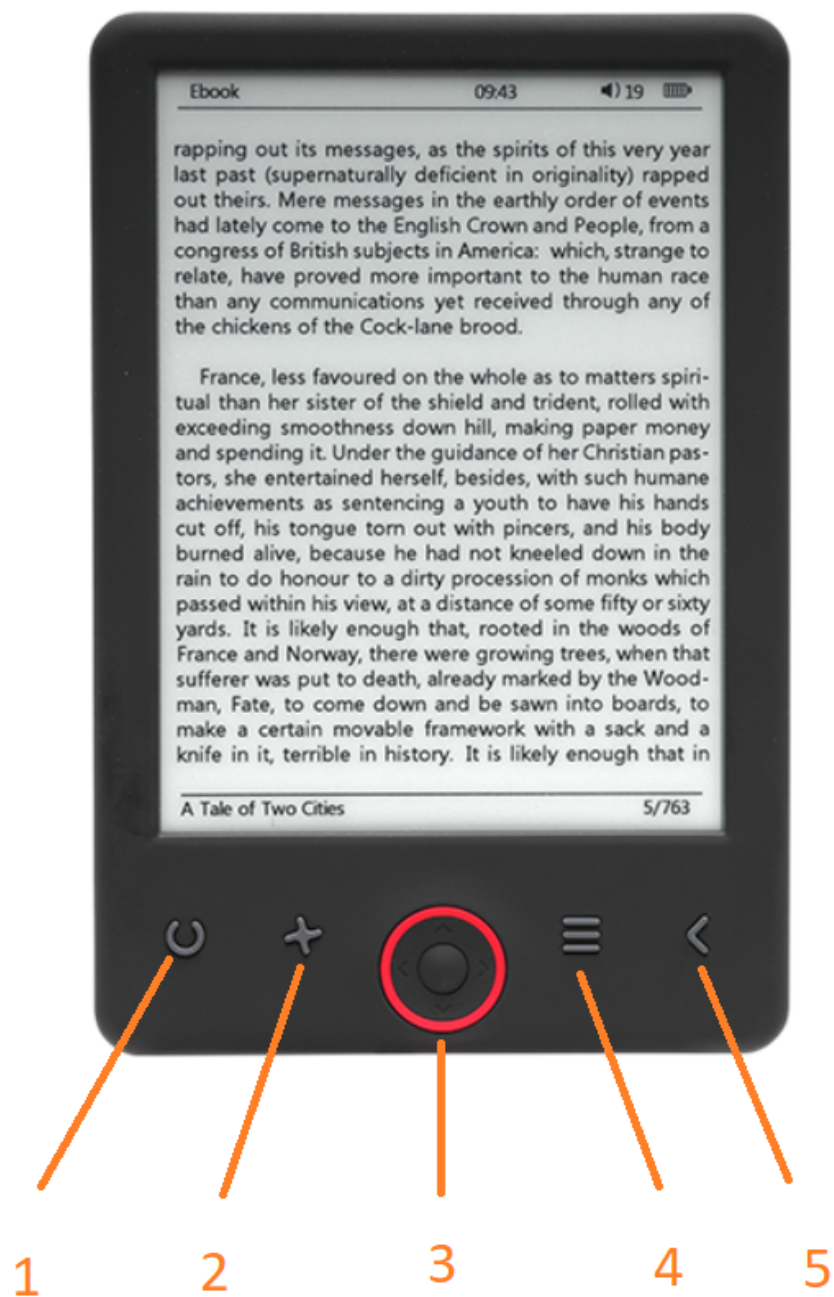 Ebook 09:43 19
rapping out its messages, as the spirits of this very year
last past (supernaturally deficient in originality) rapped
out theirs. Mere messages in the earthly order of events
had lately come to the English Crown and People, from a
congress of British subjects in America: which, strange to
relate, have proved more important to the human race
than any communications yet received through any of
the chickens of the Cock-lane brood.
France, less favoured on the whole as to matters spiri-
tual than her sister of the shield and trident, rolled with
exceeding smoothness down hill, making paper money
and spending it. Under the guidance of her Christian pas-
tors, she entertained herself, besides, with such humane
achievements as sentencing a youth to have his hands
cut off, his tongue torn out with pincers, and his body
burned alive, because he had not kneeled down in the
rain to do honour to a dirty procession of monks which
passed within his view, at a distance of some fifty or sixty
yards. It is likely enough that, rooted in the woods of
France and Norway, there were growing trees, when that
sufferer was put to death, already marked by the Wood-
man, Fate, to come down and be sawn into boards, to
make a certain movable framework with a sack and a
knife in it, terrible in history. It is likely enough that in
A Tale of Two Cities 5/763
1 2 3 4 5